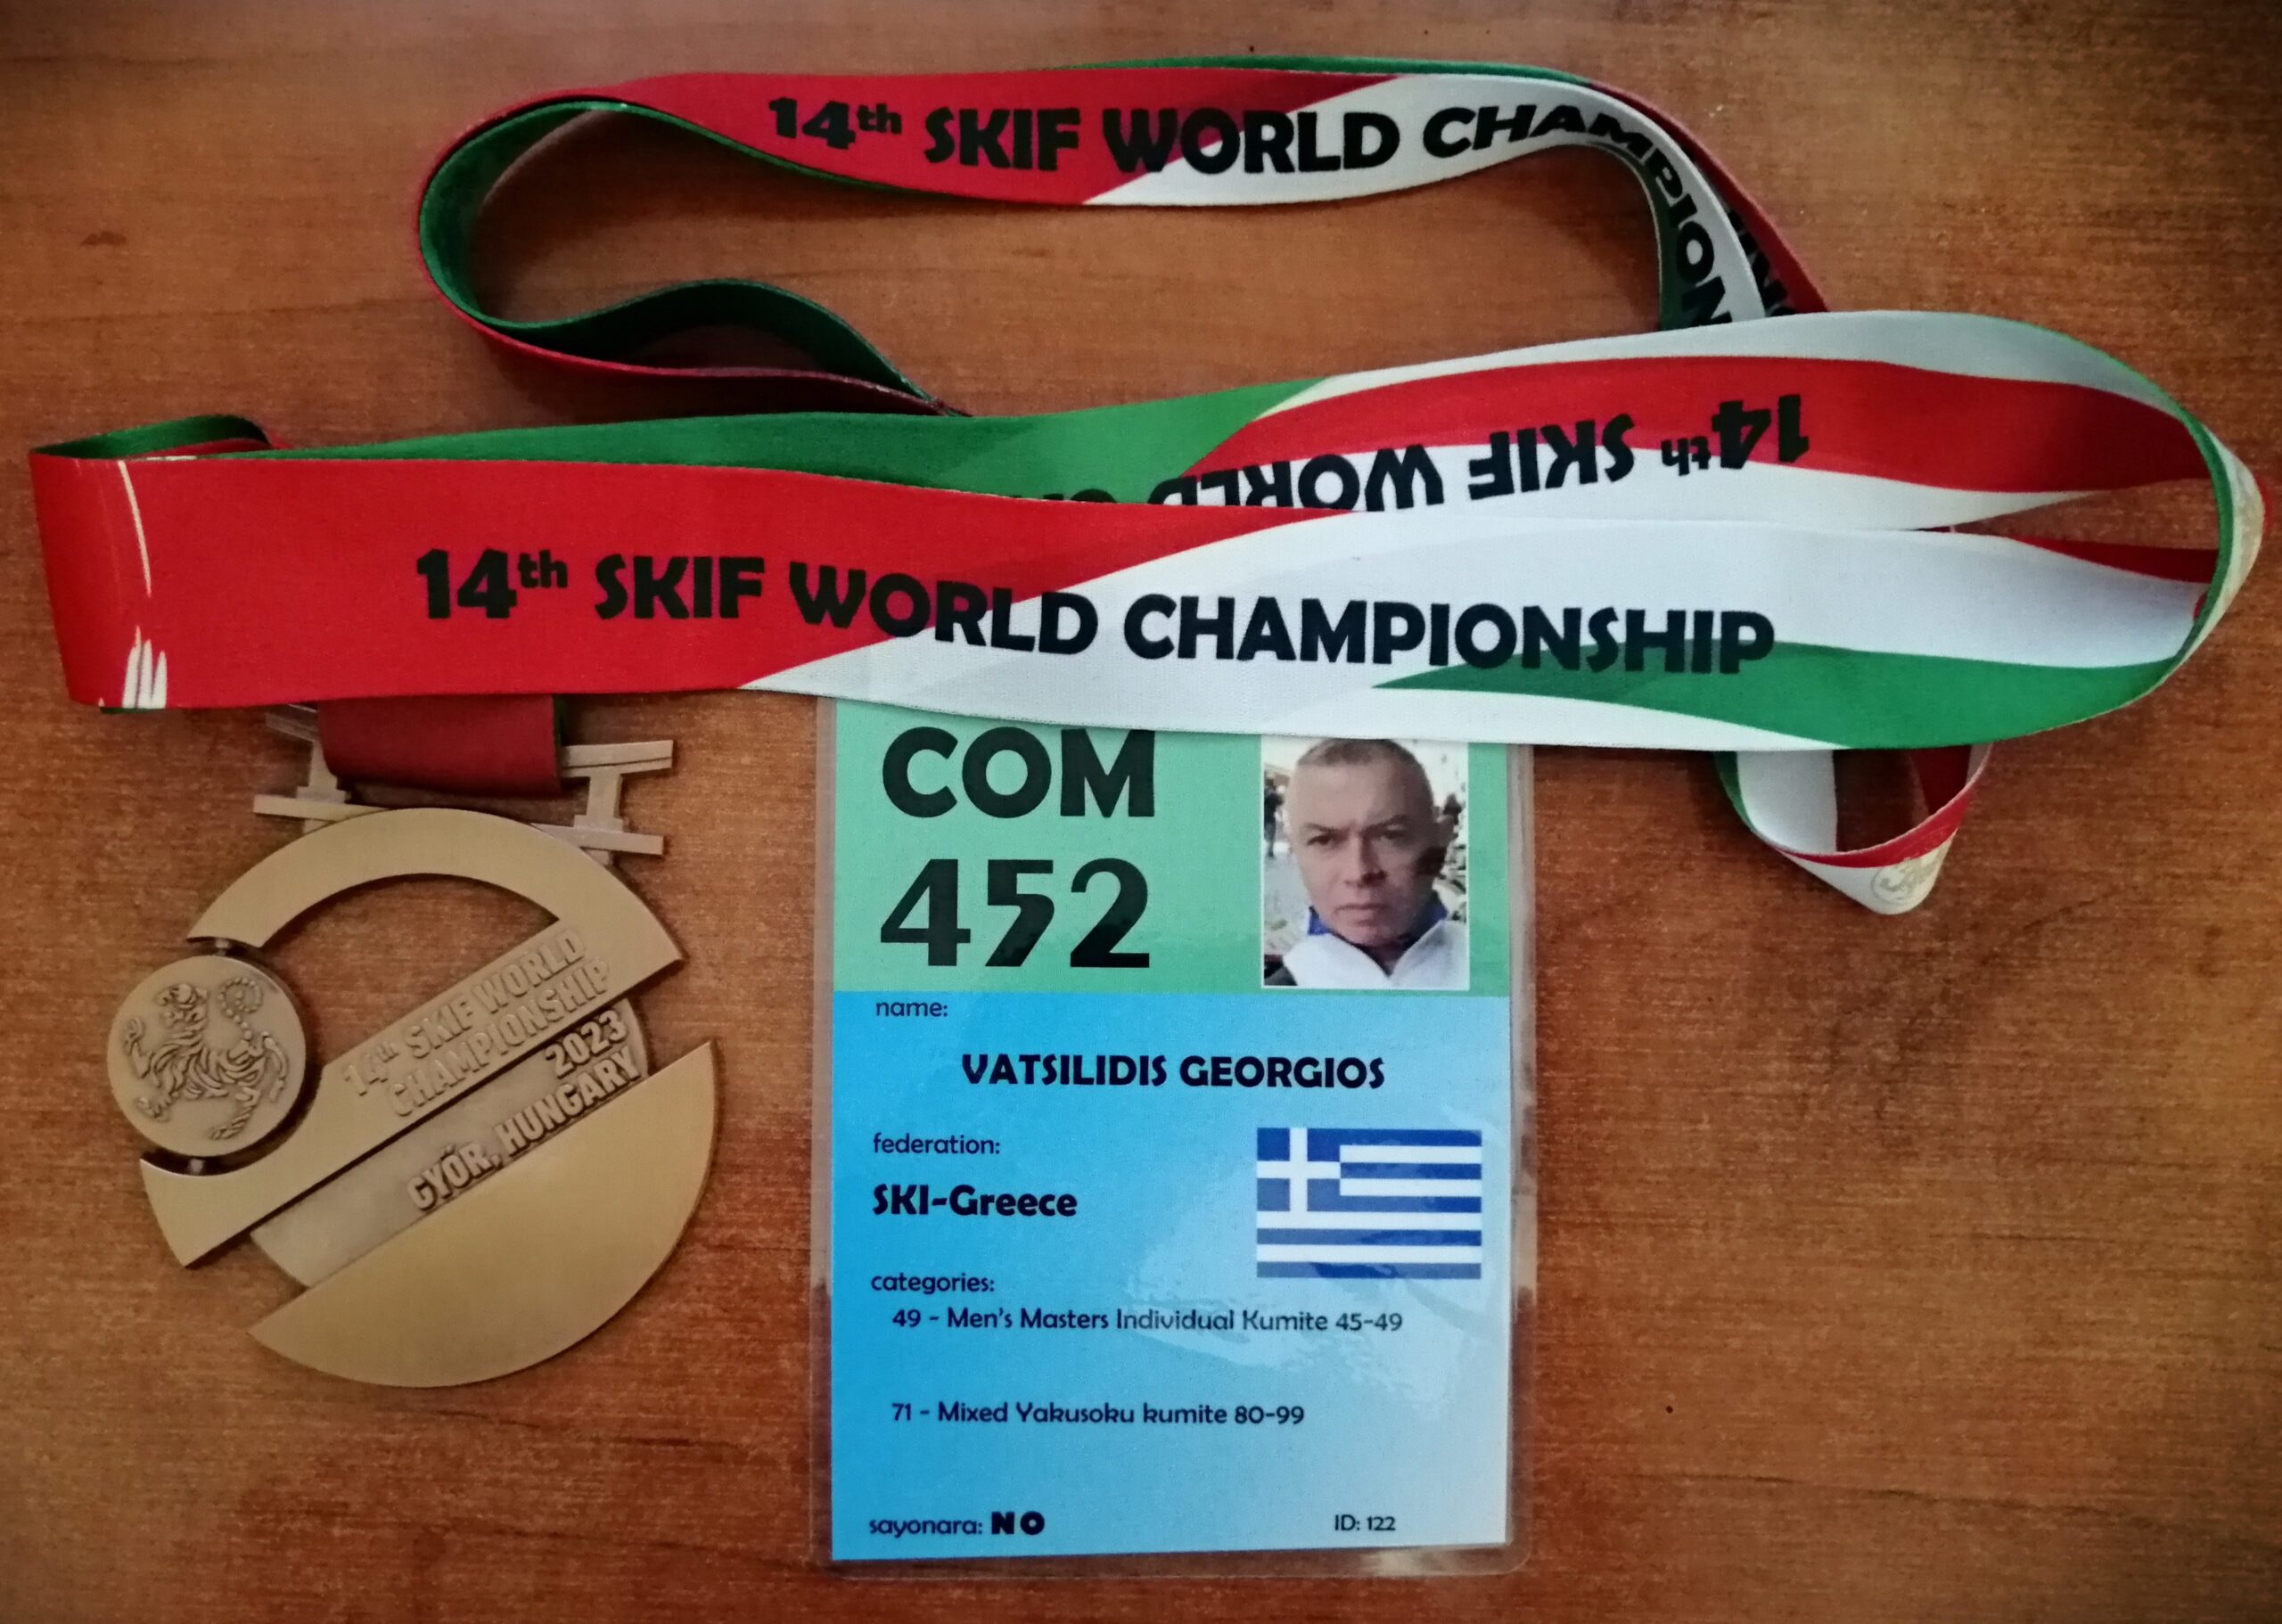 14th SKIF WORLD CHAMPION
14th SKIF WORLD
14th SKIF WORLD CHAMPIONSHIP
COM
452
name:
VATSILIDIS GEORGIOS
federation:
SKI-Greece
categories:
49 - Men's Masters Individual Kumite 45-49
71 - Mixed Yakusoku kumite 80-99
sayonara: NO
ID: 122
14th SKIF WORLD
CHAMPIONSHIP
2023
GYŐR, HUNGARY